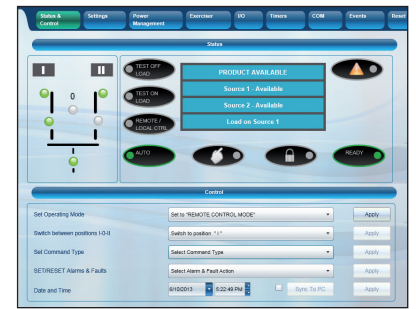 Status & Control
Settings
Power Management
Exerciser
I/O
Timers
COM
Events
Reset
Status
I
II
0
TEST OFF LOAD
TEST ON LOAD
REMOTE / LOCAL CTRL
PRODUCT AVAILABLE
Source 1 - Available
Source 2 - Available
Load on Source 1
AUTO
READY
Control
Set Operating Mode
Set to "REMOTE CONTROL MODE"
Apply
Switch between positions I-0-II
Switch to position " I "
Apply
Set Command Type
Select Command Type
Apply
SET/RESET Alarms & Faults
Select Alarm & Fault Action
Apply
Date and Time
6/10/2013
5:22:49 PM
Sync To PC
Apply